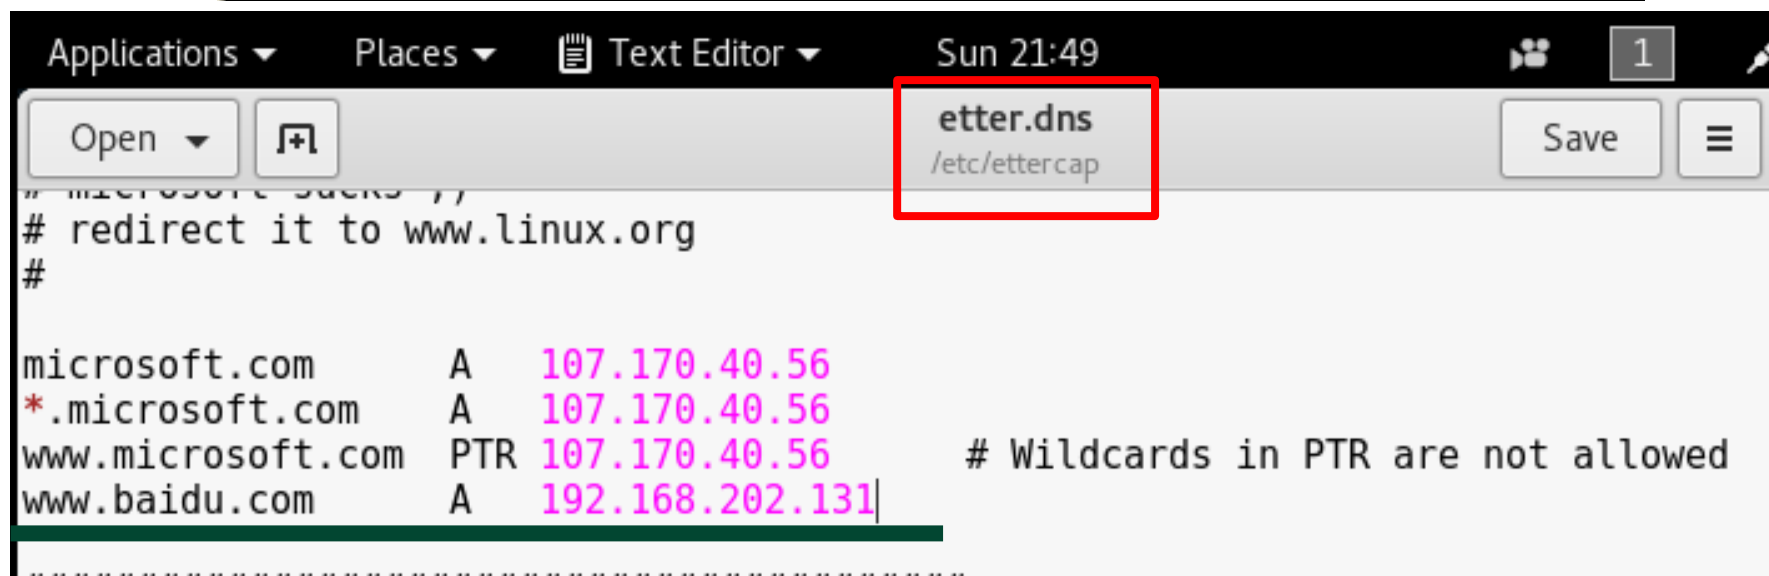 Applications Places Text Editor Sun 21:49 1
Open etter.dns Save
/etc/ettercap
# microsoft sucks ;)
# redirect it to www.linux.org
#
microsoft.com A 107.170.40.56
*.microsoft.com A 107.170.40.56
www.microsoft.com PTR 107.170.40.56 # Wildcards in PTR are not allowed
www.baidu.com A 192.168.202.131